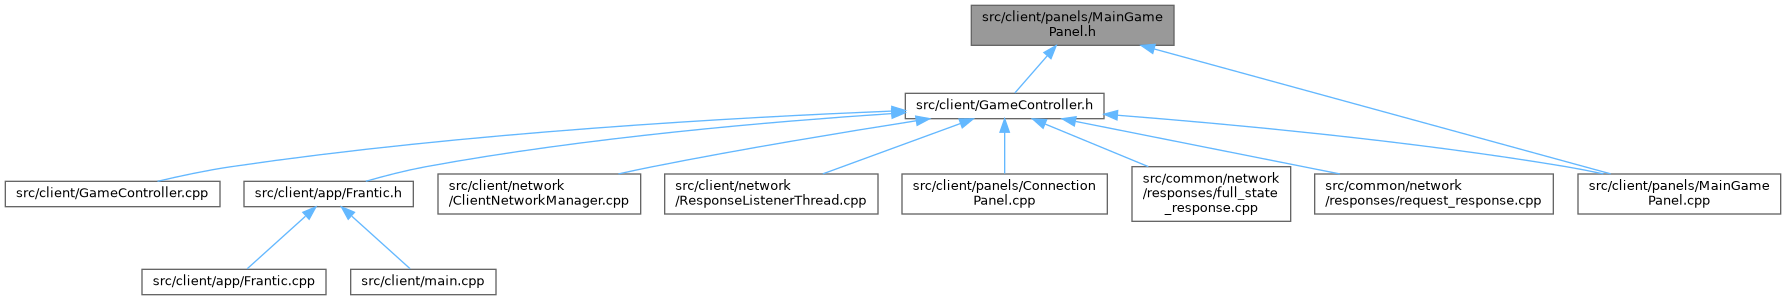 src/client/panels/MainGame
Panel.h
src/client/GameController.h
src/client/GameController.cpp
src/client/app/Frantic.h
src/client/network
/ClientNetworkManager.cpp
src/client/network
/ResponseListenerThread.cpp
src/client/panels/Connection
Panel.cpp
src/common/network
/responses/full_state
_response.cpp
src/common/network
/responses/request_response.cpp
src/client/panels/MainGame
Panel.cpp
src/client/app/Frantic.cpp
src/client/main.cpp